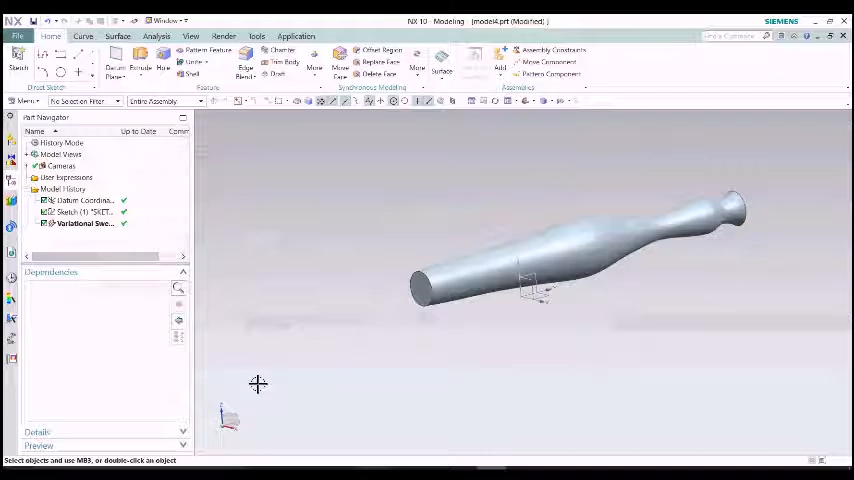 NX Window NX 10 - Modeling - [model4.prt (Modified) ] SIEMENS
File Home Curve Surface Analysis View Render Tools Application Find a Command
Sketch Datum Plane Extrude Hole Pattern Feature Unite Shell Edge Blend Chamfer Trim Body Draft More Move Face Offset Region Replace Face Delete Face More Surface Add Assembly Constraints Move Component Pattern Component
Direct Sketch Feature Synchronous Modeling Assemblies
Menu No Selection Filter Entire Assembly
Part Navigator
Name Up to Date Comm
History Mode
Model Views
Cameras
User Expressions
Model History
Datum Coordina...
Sketch (1) "SKET...
Variational Swe...
Dependencies
Details
Preview
Select objects and use MB3, or double-click an object